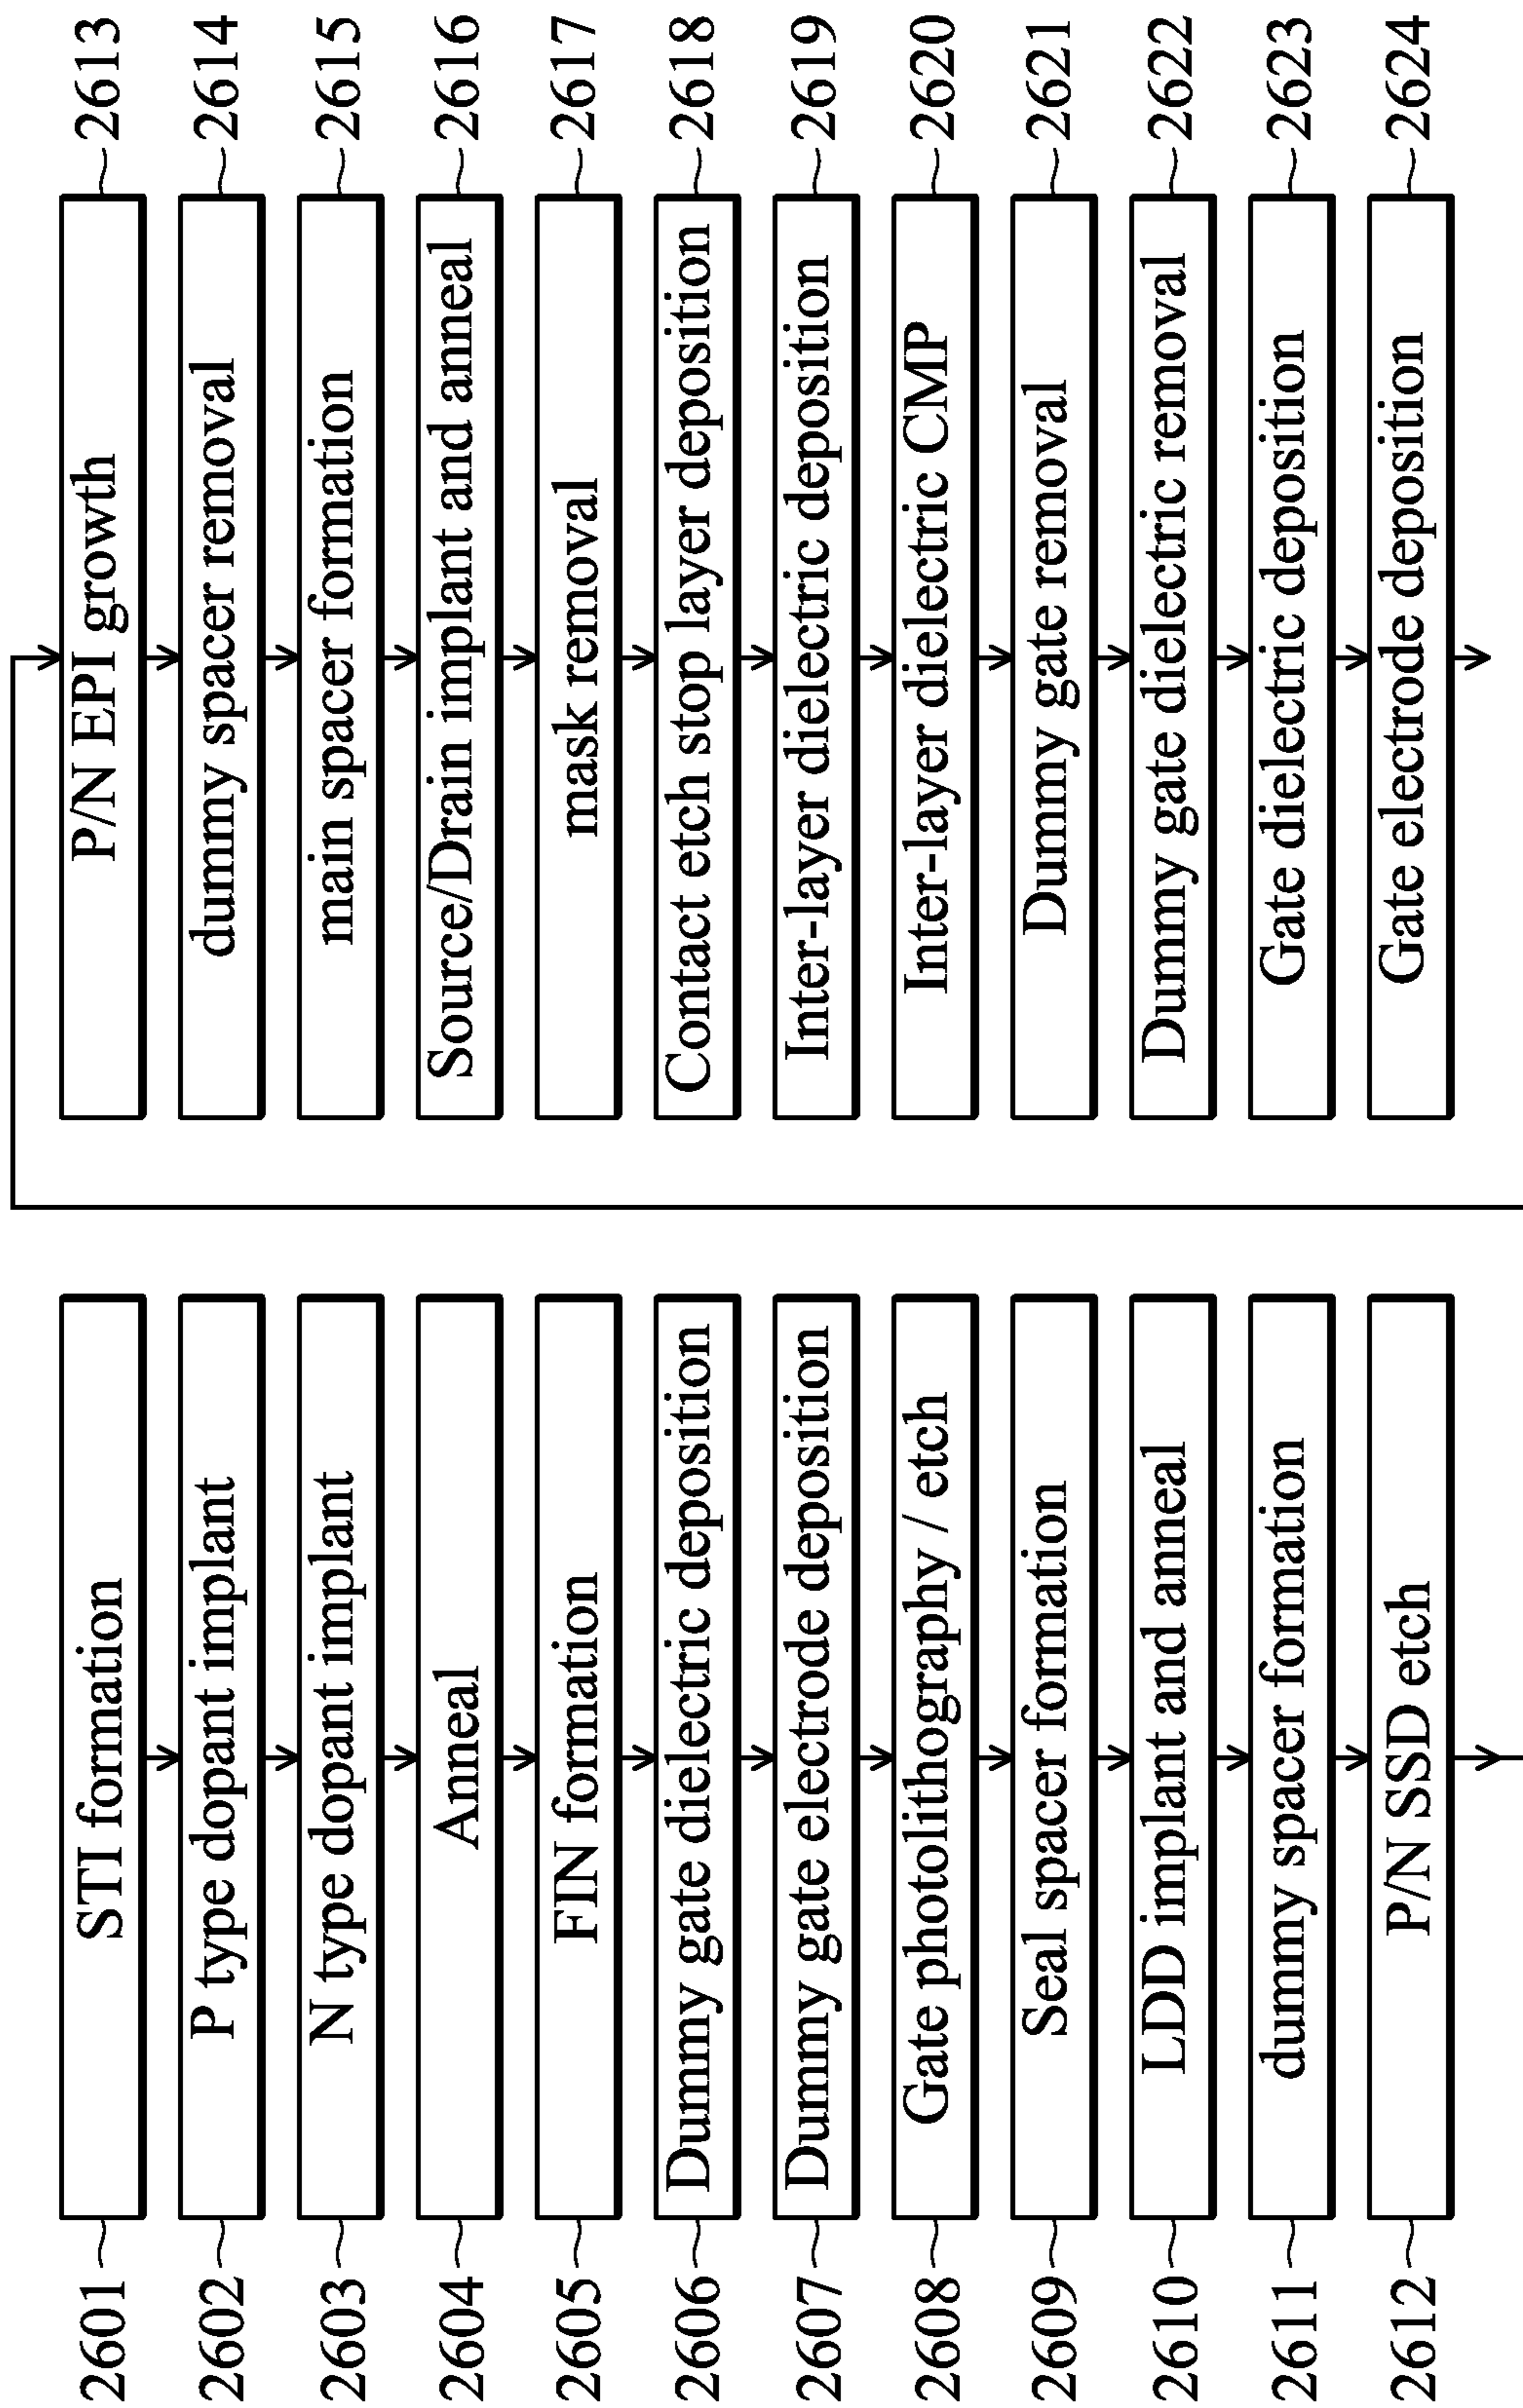 2601 STI formation
2602 P type dopant implant
2603 N type dopant implant
2604 Anneal
2605 FIN formation
2606 Dummy gate dielectric deposition
2607 Dummy gate electrode deposition
2608 Gate photolithography / etch
2609 Seal spacer formation
2610 LDD implant and anneal
2611 dummy spacer formation
2612 P/N SSD etch
P/N EPI growth 2613
dummy spacer removal 2614
main spacer formation 2615
Source/Drain implant and anneal 2616
mask removal 2617
Contact etch stop layer deposition 2618
Inter-layer dielectric deposition 2619
Inter-layer dielectric CMP 2620
Dummy gate removal 2621
Dummy gate dielectric removal 2622
Gate dielectric deposition 2623
Gate electrode deposition 2624